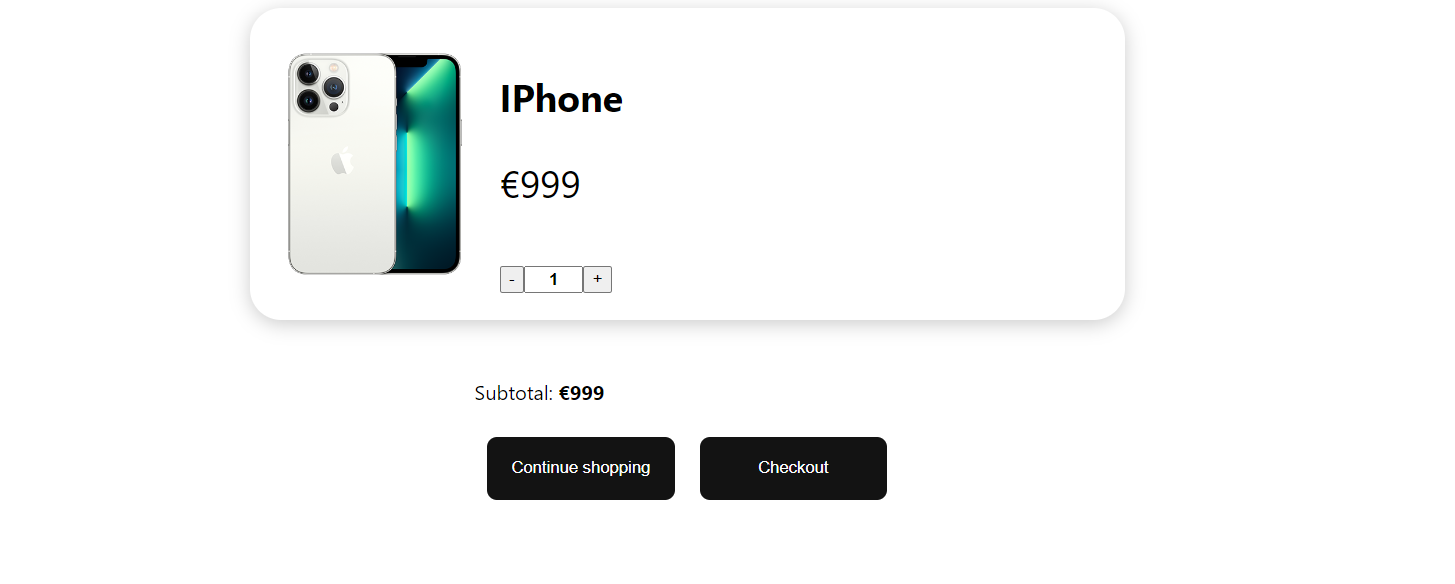 IPhone
€999
- 1 +
Subtotal: €999
Continue shopping Checkout